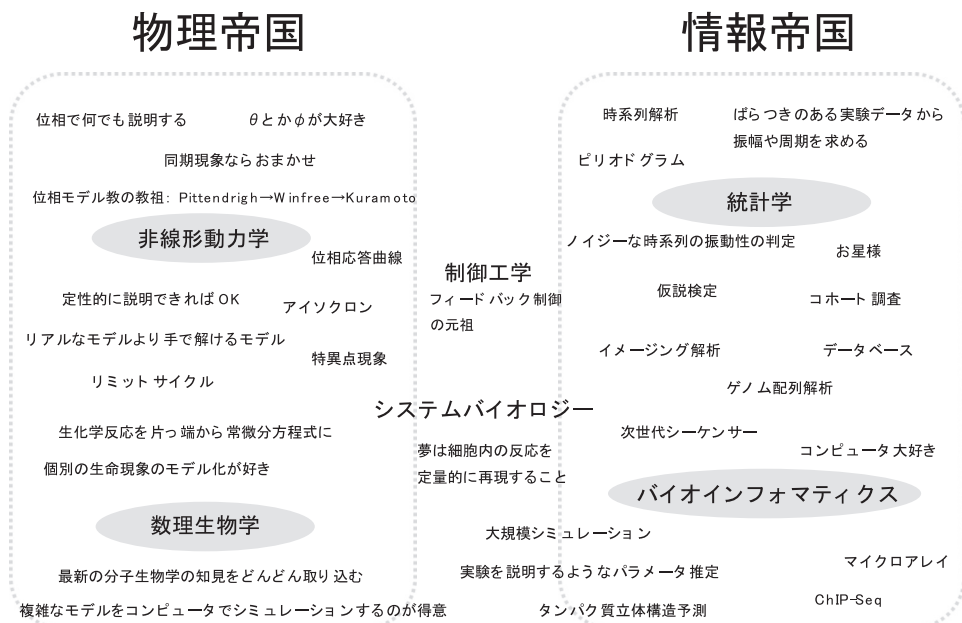 物理帝国
位相で何でも説明する
θとかφが大好き
同期現象ならおまかせ
位相モデル教の教祖: Pittendrigh→Winfree→Kuramoto
非線形動力学
位相応答曲線
定性的に説明できればOK
アイソクロン
リアルなモデルより手で解けるモデル
特異点現象
リミットサイクル
生化学反応を片っ端から常微分方程式に
個別の生命現象のモデル化が好き
数理生物学
最新の分子生物学の知見をどんどん取り込む
複雑なモデルをコンピュータでシミュレーションするのが得意
制御工学
フィードバック制御
の元祖
システムバイオロジー
夢は細胞内の反応を
定量的に再現すること
大規模シミュレーション
実験を説明するようなパラメータ推定
タンパク質立体構造予測
情報帝国
時系列解析
ばらつきのある実験データから
振幅や周期を求める
ピリオドグラム
統計学
ノイジーな時系列の振動性の判定
お星様
仮説検定
コホート調査
イメージング解析
データベース
ゲノム配列解析
次世代シーケンサー
コンピュータ大好き
バイオインフォマティクス
マイクロアレイ
ChIP-Seq